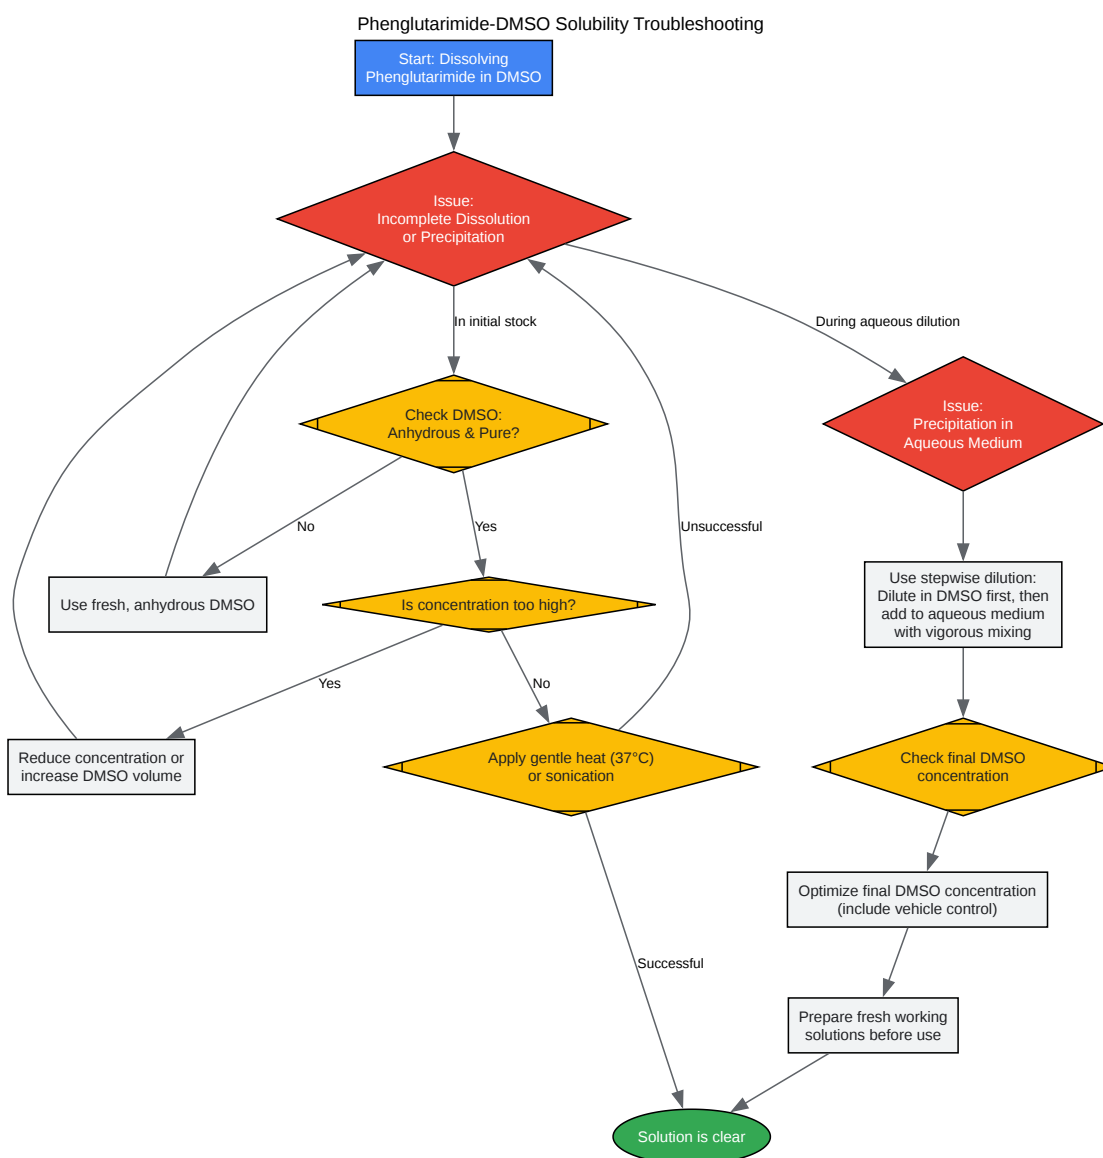 Phenglutarimide-DMSO Solubility Troubleshooting
Start: Dissolving
Phenglutarimide in DMSO
Issue:
Incomplete Dissolution
or Precipitation
In initial stock
During aqueous dilution
Check DMSO:
Anhydrous & Pure?
Issue:
Precipitation in
Aqueous Medium
No
Yes
Unsuccessful
Use fresh, anhydrous DMSO
Is concentration too high?
Use stepwise dilution:
Dilute in DMSO first, then
add to aqueous medium
with vigorous mixing
Yes
No
Reduce concentration or
increase DMSO volume
Apply gentle heat (37°C)
or sonication
Check final DMSO
concentration
Optimize final DMSO concentration
(include vehicle control)
Successful
Prepare fresh working
solutions before use
Solution is clear